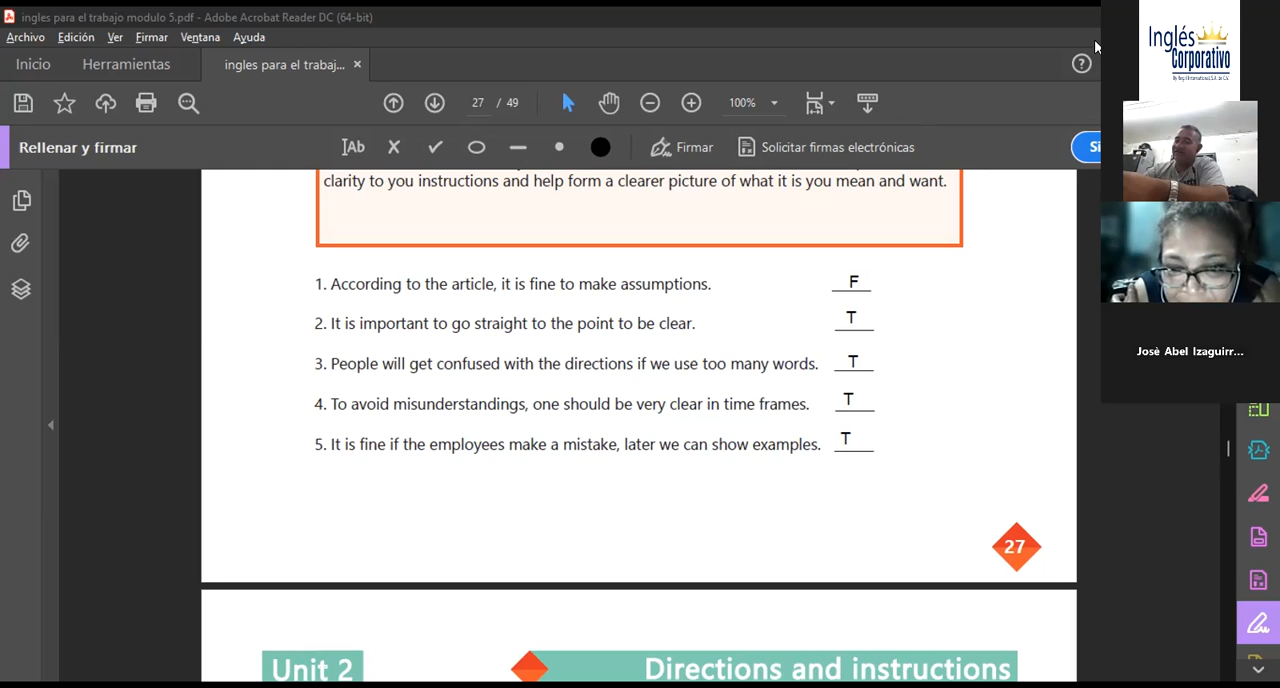 ingles para el trabajo modulo 5.pdf - Adobe Acrobat Reader DC (64-bit)
Archivo Edición Ver Firmar Ventana Ayuda
Inicio Herramientas ingles para el trabaj... ×
27 / 49 100%
Rellenar y firmar Ab Firmar Solicitar firmas electrónicas Si
clarity to you instructions and help form a clearer picture of what it is you mean and want.
1. According to the article, it is fine to make assumptions. F
2. It is important to go straight to the point to be clear. T
3. People will get confused with the directions if we use too many words. T
4. To avoid misunderstandings, one should be very clear in time frames. T
5. It is fine if the employees make a mistake, later we can show examples. T
27
Unit 2 Directions and instructions
Inglés
Corporativo
Josè Abel Izaguirr...